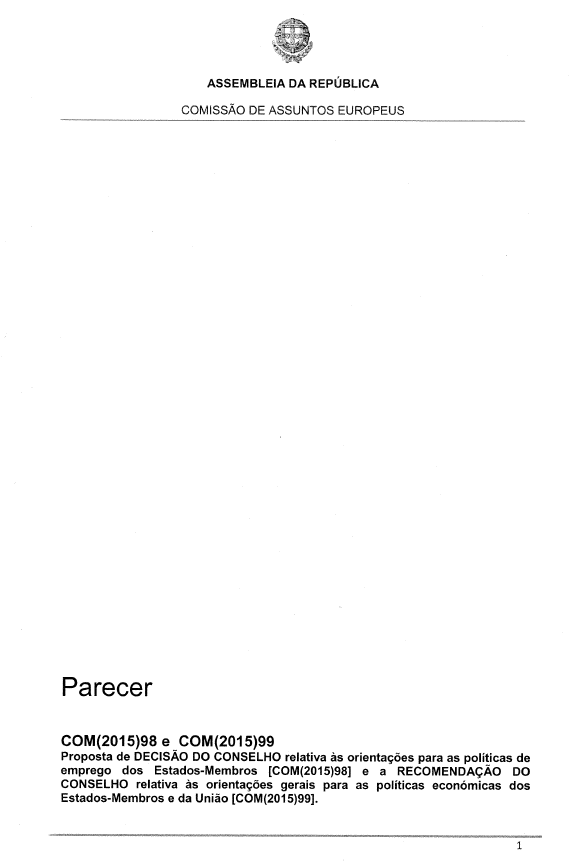 ASSEMBLEIA DA REPÚBLICA
COMISSÃO DE ASSUNTOS EUROPEUS
Parecer
COM(2015)98 e COM(2015)99
Proposta de DECISÃO DO CONSELHO relativa às orientações para as políticas de
emprego dos Estados-Membros [COM(2015)98] e a RECOMENDAÇÃO DO
CONSELHO relativa às orientações gerais para as políticas económicas dos
Estados-Membros e da União [COM(2015)99].
1